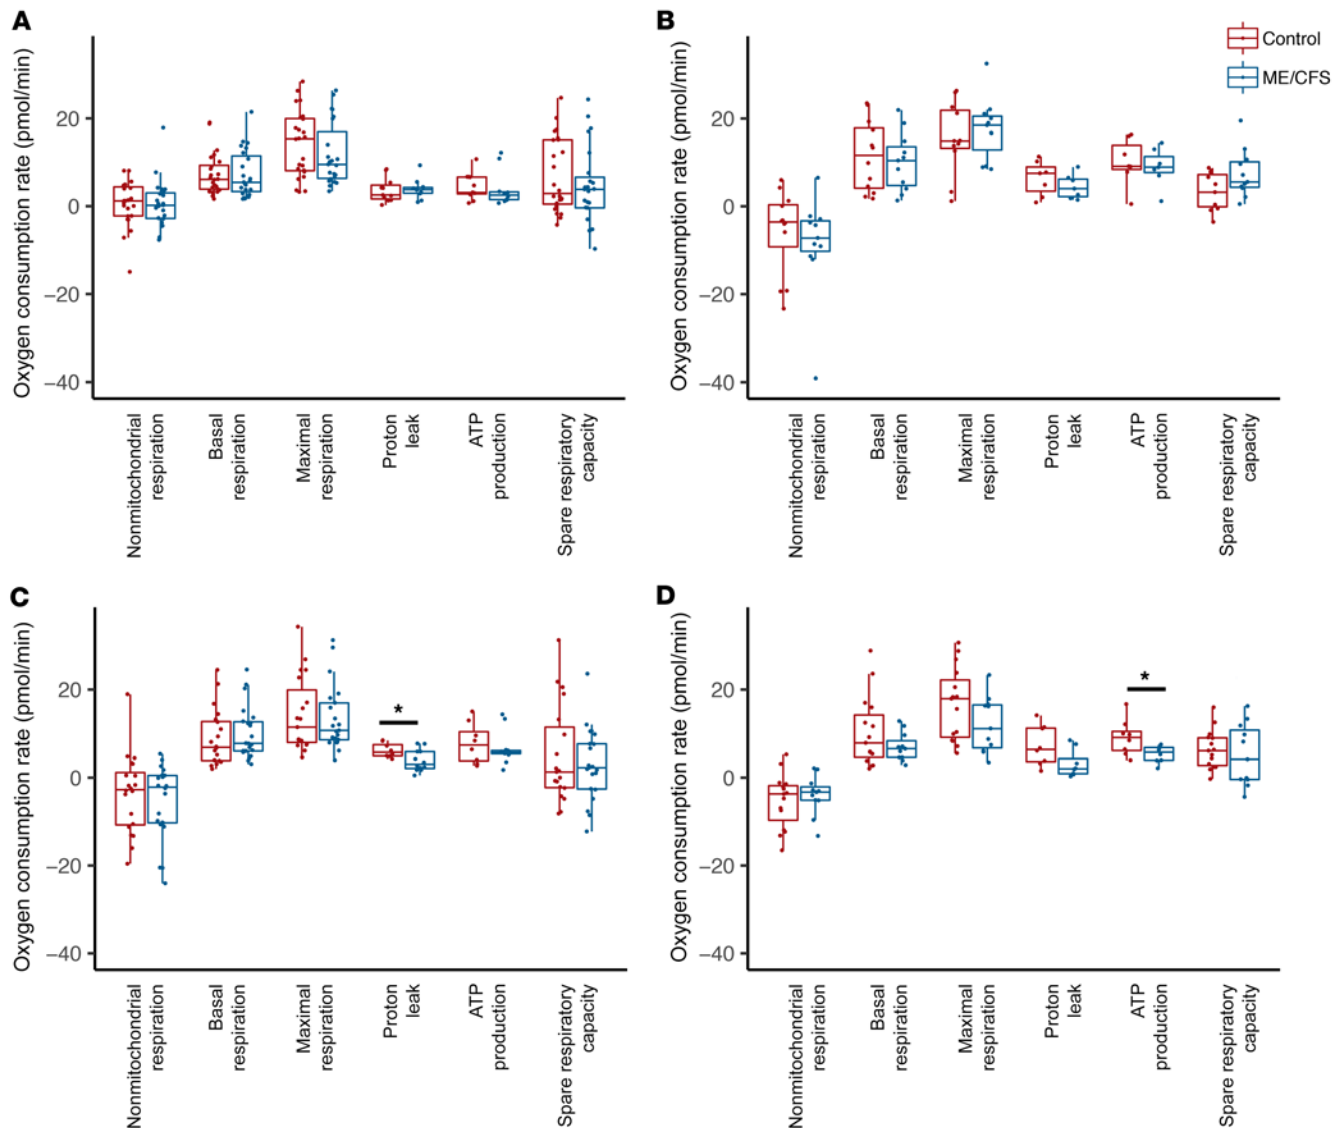 A
Oxygen consumption rate (pmol/min)
20
0
−20
−40
Nonmitochondrial
respiration
Basal
respiration
Maximal
respiration
Proton
leak
ATP
production
Spare respiratory
capacity
B
Control
ME/CFS
Oxygen consumption rate (pmol/min)
20
0
−20
−40
Nonmitochondrial
respiration
Basal
respiration
Maximal
respiration
Proton
leak
ATP
production
Spare respiratory
capacity
C
Oxygen consumption rate (pmol/min)
20
0
−20
−40
*
Nonmitochondrial
respiration
Basal
respiration
Maximal
respiration
Proton
leak
ATP
production
Spare respiratory
capacity
D
Oxygen consumption rate (pmol/min)
20
0
−20
−40
*
Nonmitochondrial
respiration
Basal
respiration
Maximal
respiration
Proton
leak
ATP
production
Spare respiratory
capacity